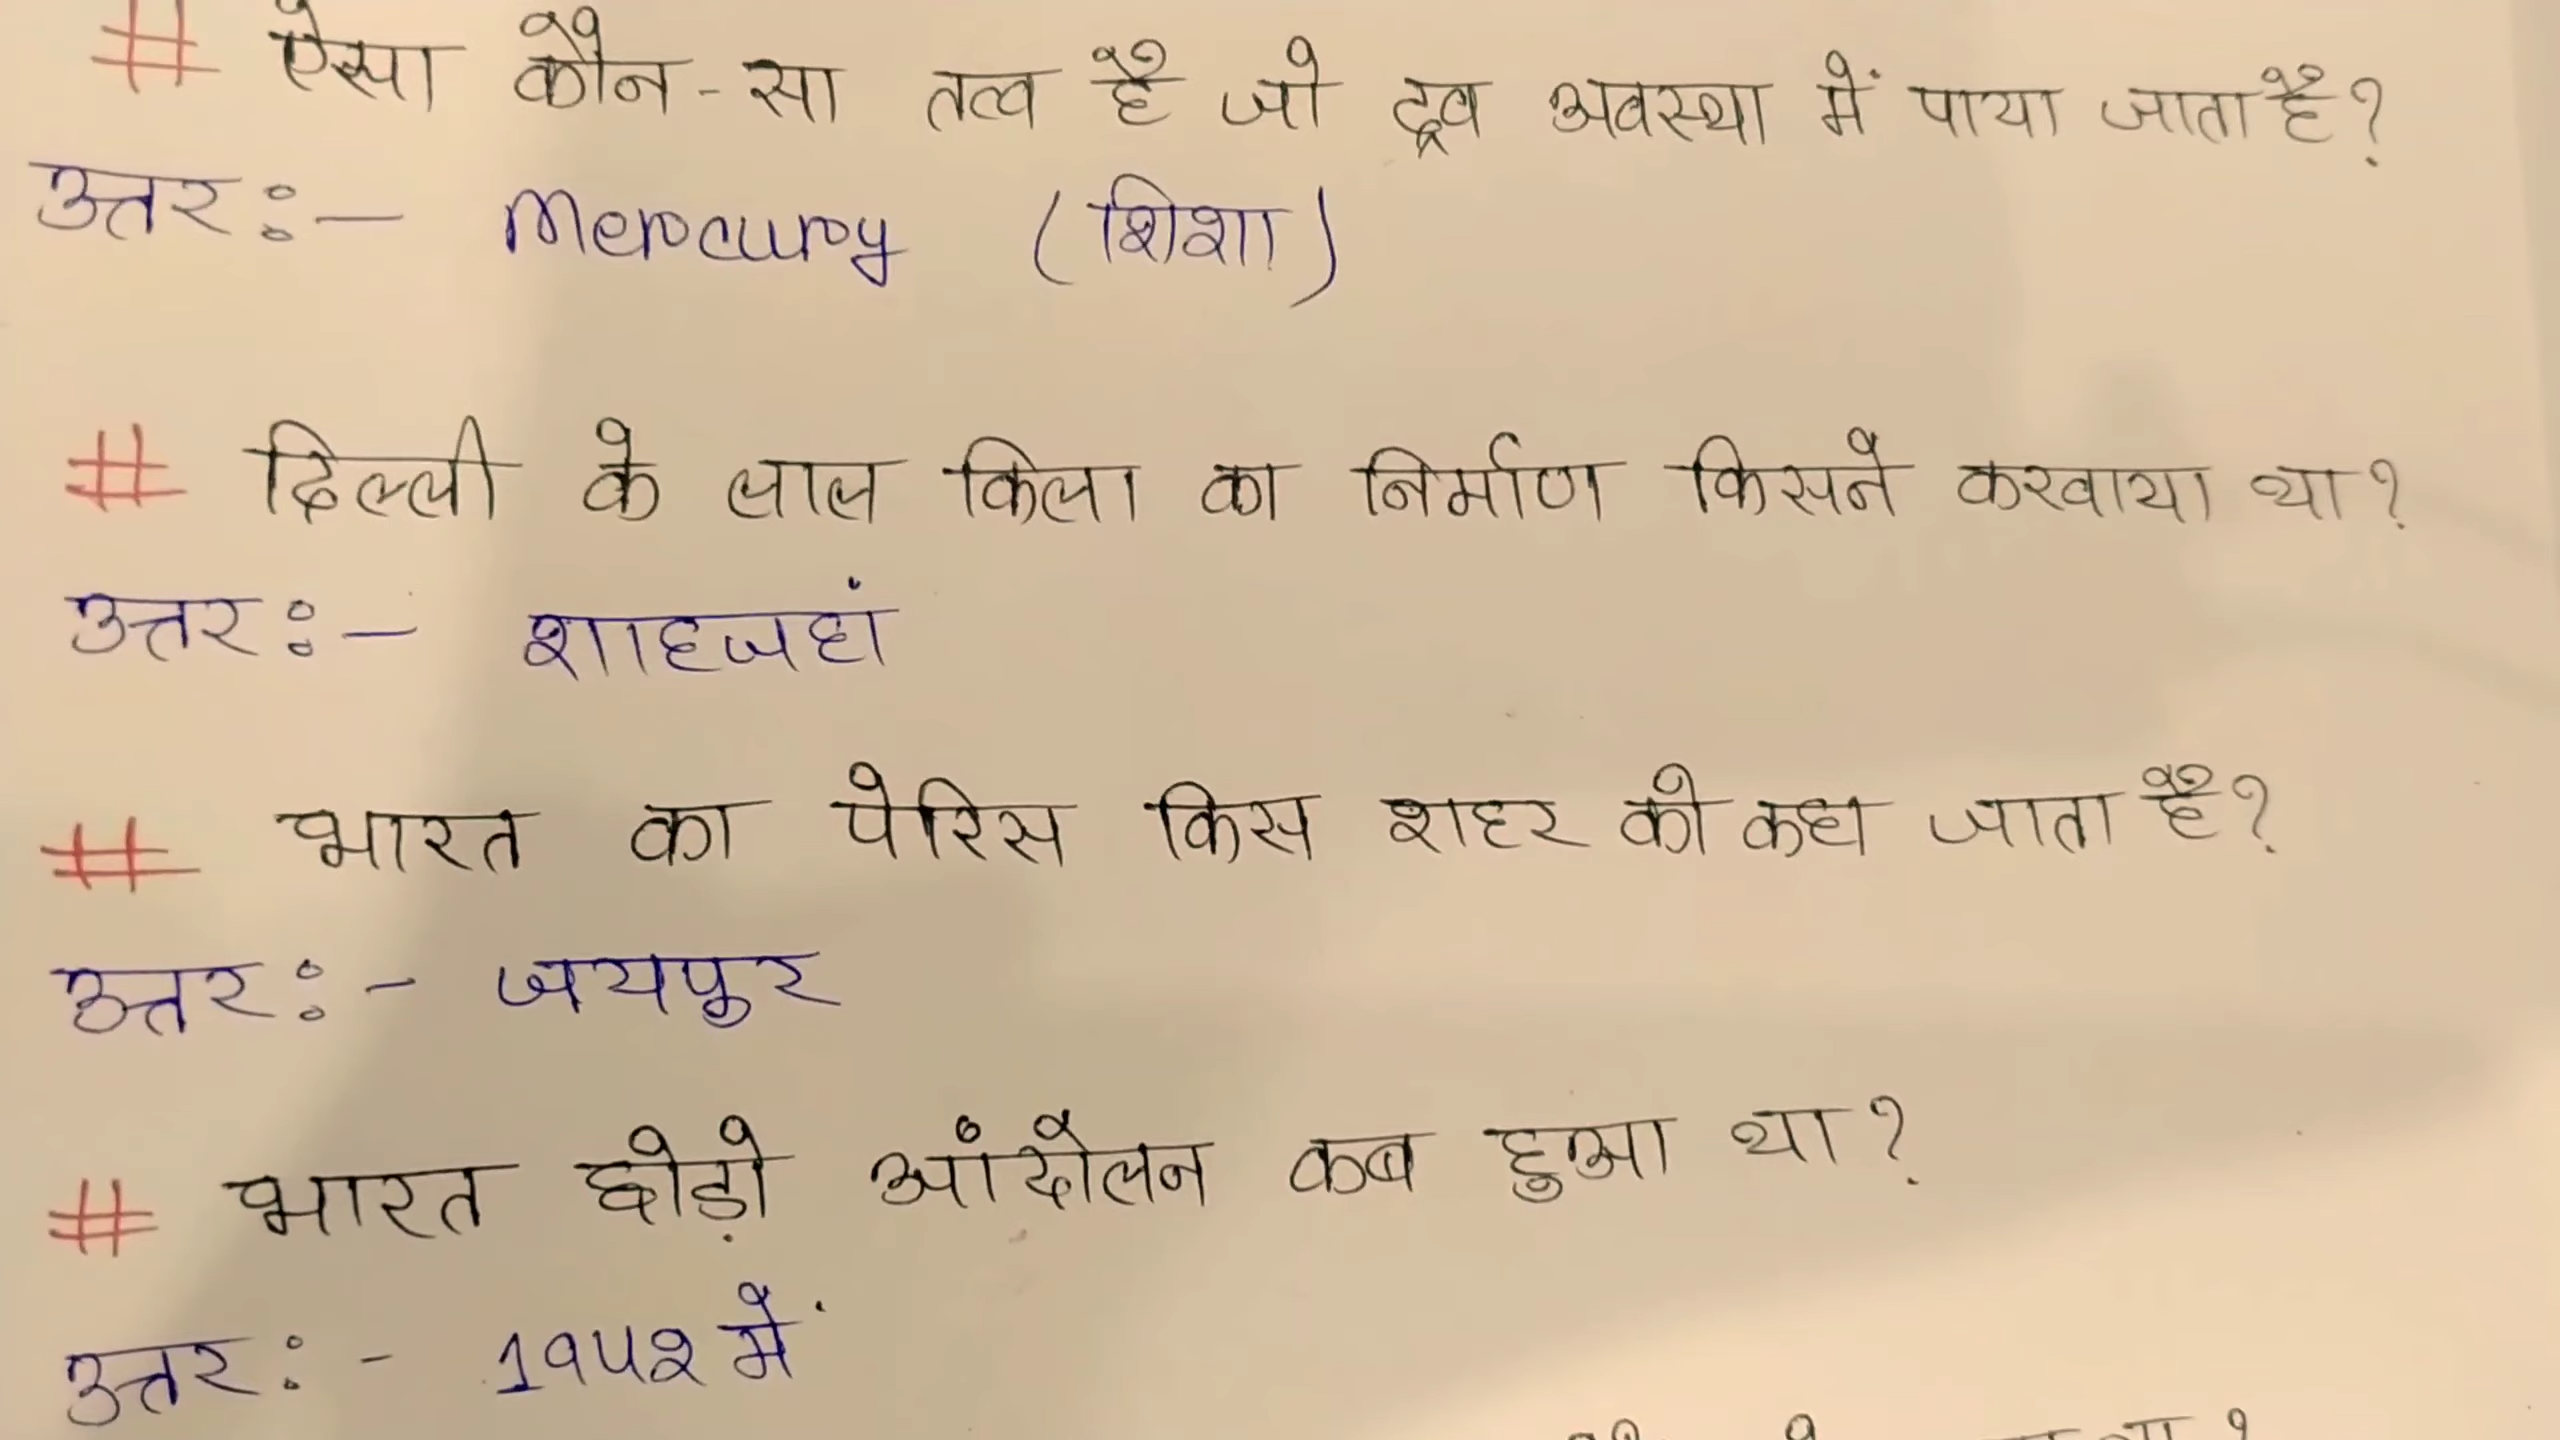 # ऐसा कौन-सा तत्व है जो द्रव अवस्था में पाया जाता है?
उत्तर:- Mercury (शिशा)
# दिल्ली के लाल किला का निर्माण किसने करवाया था?
उत्तर:- शाहजहां
# भारत का पेरिस किस शहर को कहा जाता है?
उत्तर:- जयपुर
# भारत छोड़ो आंदोलन कब हुआ था?
उत्तर:- 1942 में